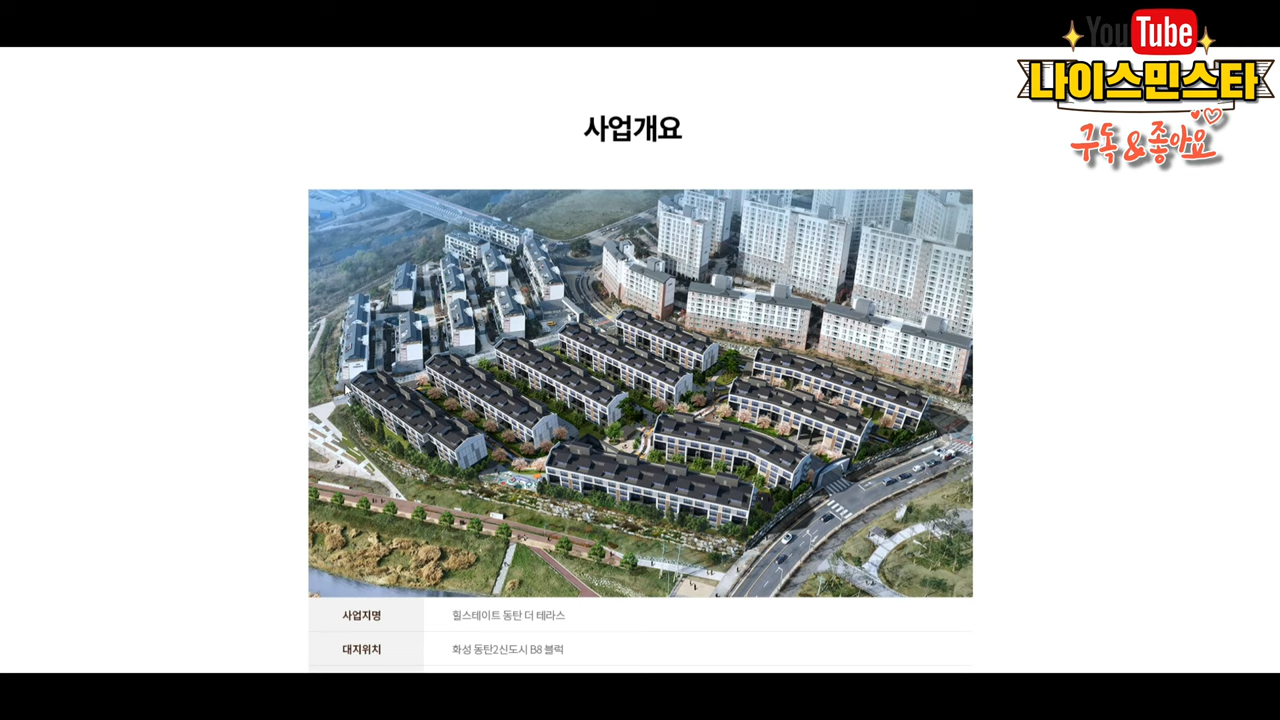 YouTube
나이스민스타
구독&좋아요
사업개요
사업지명 힐스테이트 동탄 더 테라스
대지위치 화성 동탄2신도시 B8 블럭